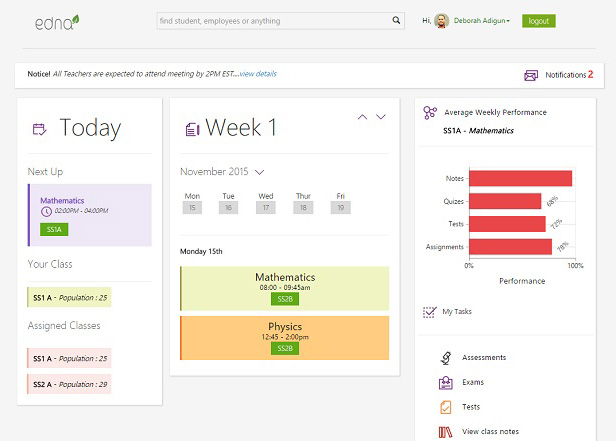 edna
find student, employees or anything
Hi, Deborah Adigun
logout
Notice! All Teachers are expected to attend meeting by 2PM EST....view details
Notifications 2
Today
Next Up
Mathematics
02:00PM - 04:00PM
SS1A
Your Class
SS1 A - Population : 25
Assigned Classes
SS1 A - Population : 25
SS2 A - Population : 29
Week 1
November 2015
Mon Tue Wed Thur Fri
15 16 17 18 19
Monday 15th
Mathematics
08:00 - 09:45am
SS2B
Physics
12:45 - 2:00pm
SS2B
Average Weekly Performance
SS1A - Mathematics
Notes
Quizes 68%
Tests 72%
Assignments 78%
0% 100%
Performance
My Tasks
Assessments
Exams
Tests
View class notes